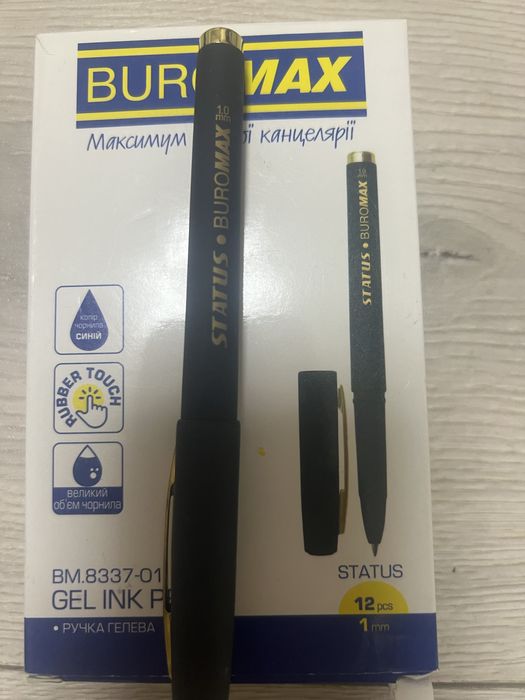 BUROMAX
Максимум
канцелярії
1.0
mm
STATUS • BUROMAX
1.0
mm
STATUS • BUROMAX
колір
чорнила
СИНІЙ
RUBBER TOUCH
великий
об'єм чорнила
BM.8337-01
GEL INK
STATUS
12 pcs
• РУЧКА ГЕЛЕВА
1 mm